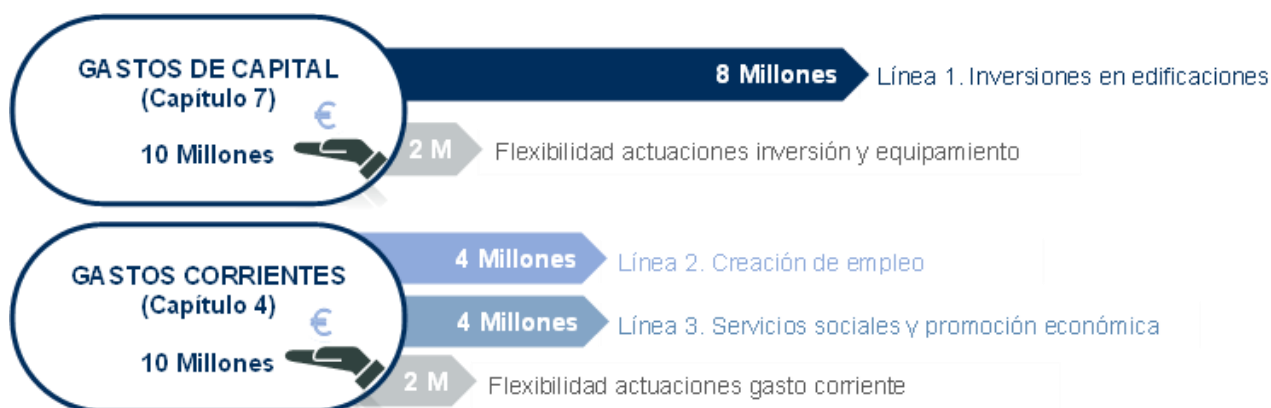 GASTOS DE CAPITAL
(Capítulo 7)
€
10 Millones
8 Millones
Línea 1. Inversiones en edificaciones
2 M
Flexibilidad actuaciones inversión y equipamiento
GASTOS CORRIENTES
(Capítulo 4)
€
10 Millones
4 Millones
Línea 2. Creación de empleo
4 Millones
Línea 3. Servicios sociales y promoción económica
2 M
Flexibilidad actuaciones gasto corriente